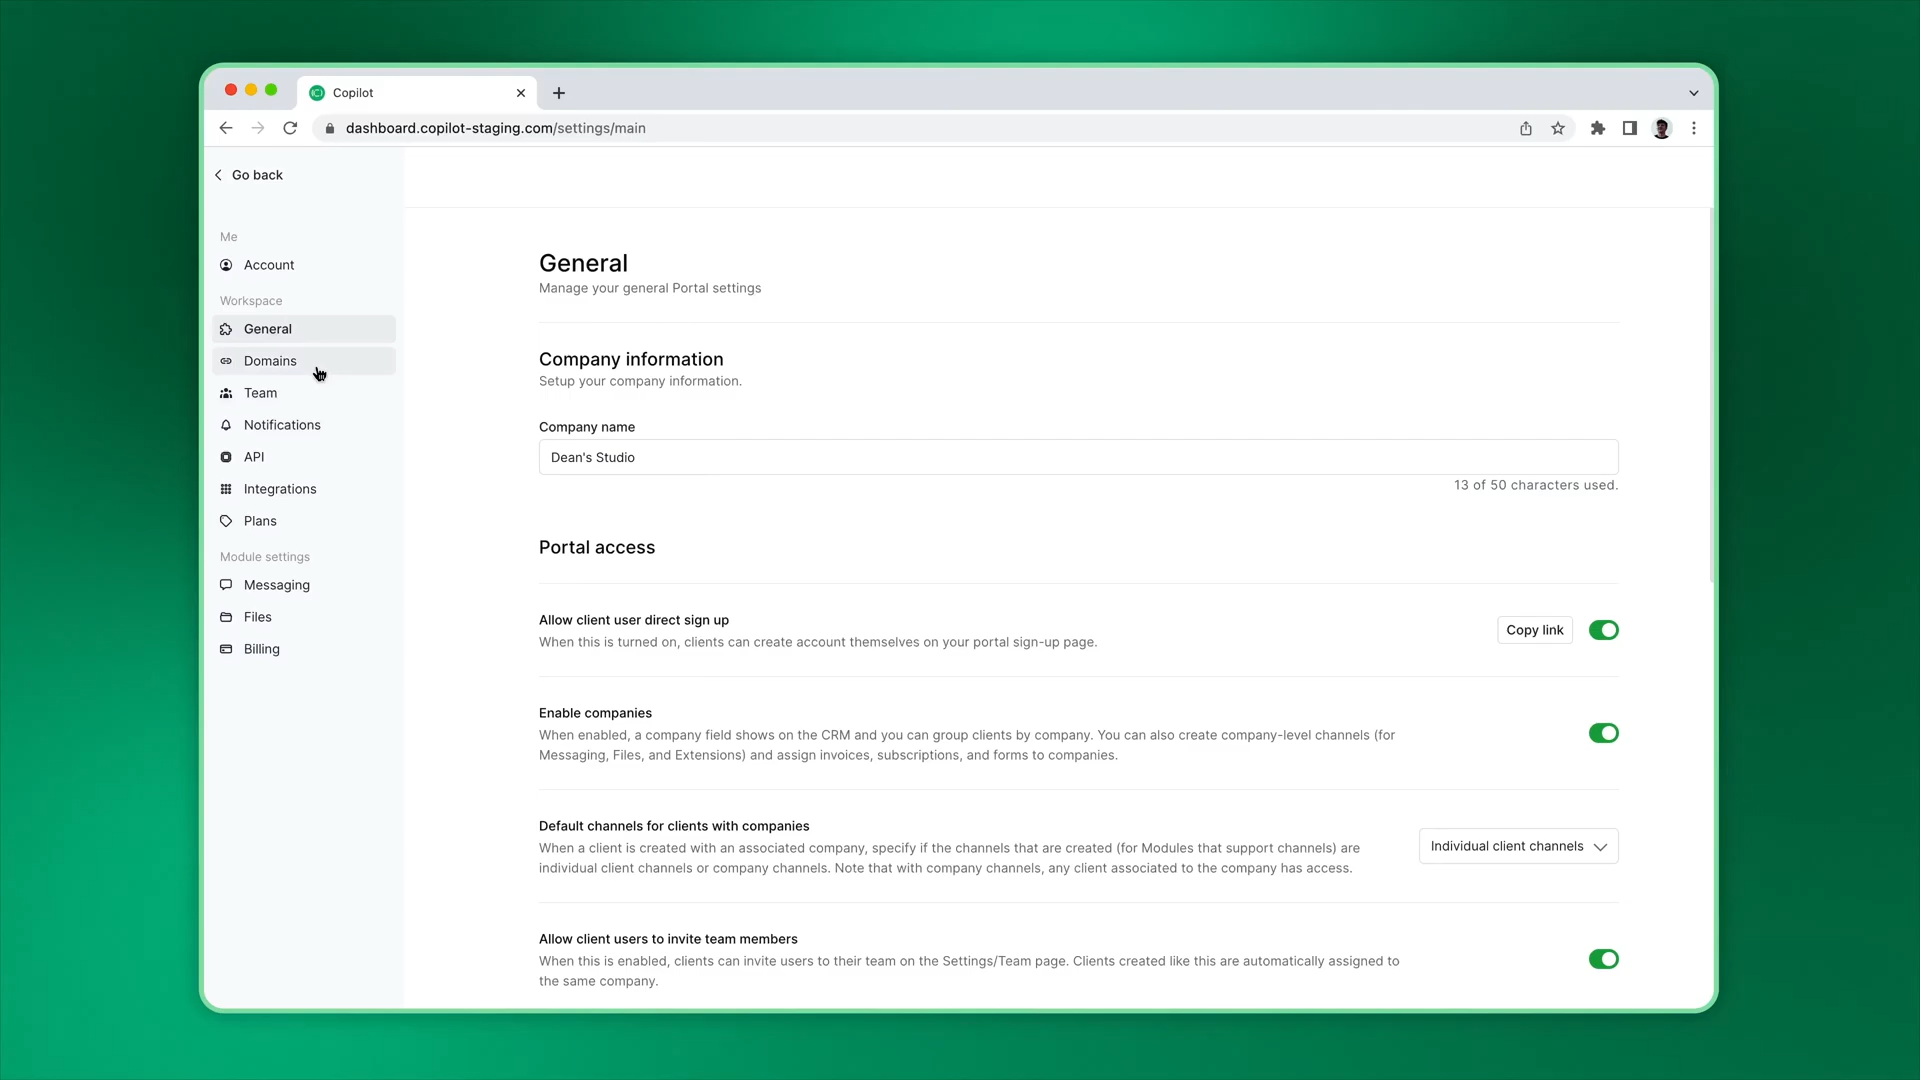 Copilot
dashboard.copilot-staging.com/settings/main
Go back
Me
Account
Workspace
General
Domains
Team
Notifications
API
Integrations
Plans
Module settings
Messaging
Files
Billing
General
Manage your general Portal settings
Company information
Setup your company information.
Company name
Dean's Studio
13 of 50 characters used.
Portal access
Allow client user direct sign up
When this is turned on, clients can create account themselves on your portal sign-up page.
Copy link
Enable companies
When enabled, a company field shows on the CRM and you can group clients by company. You can also create company-level channels (for
Messaging, Files, and Extensions) and assign invoices, subscriptions, and forms to companies.
Default channels for clients with companies
When a client is created with an associated company, specify if the channels that are created (for Modules that support channels) are
individual client channels or company channels. Note that with company channels, any client associated to the company has access.
Individual client channels
Allow client users to invite team members
When this is enabled, clients can invite users to their team on the Settings/Team page. Clients created like this are automatically assigned to
the same company.